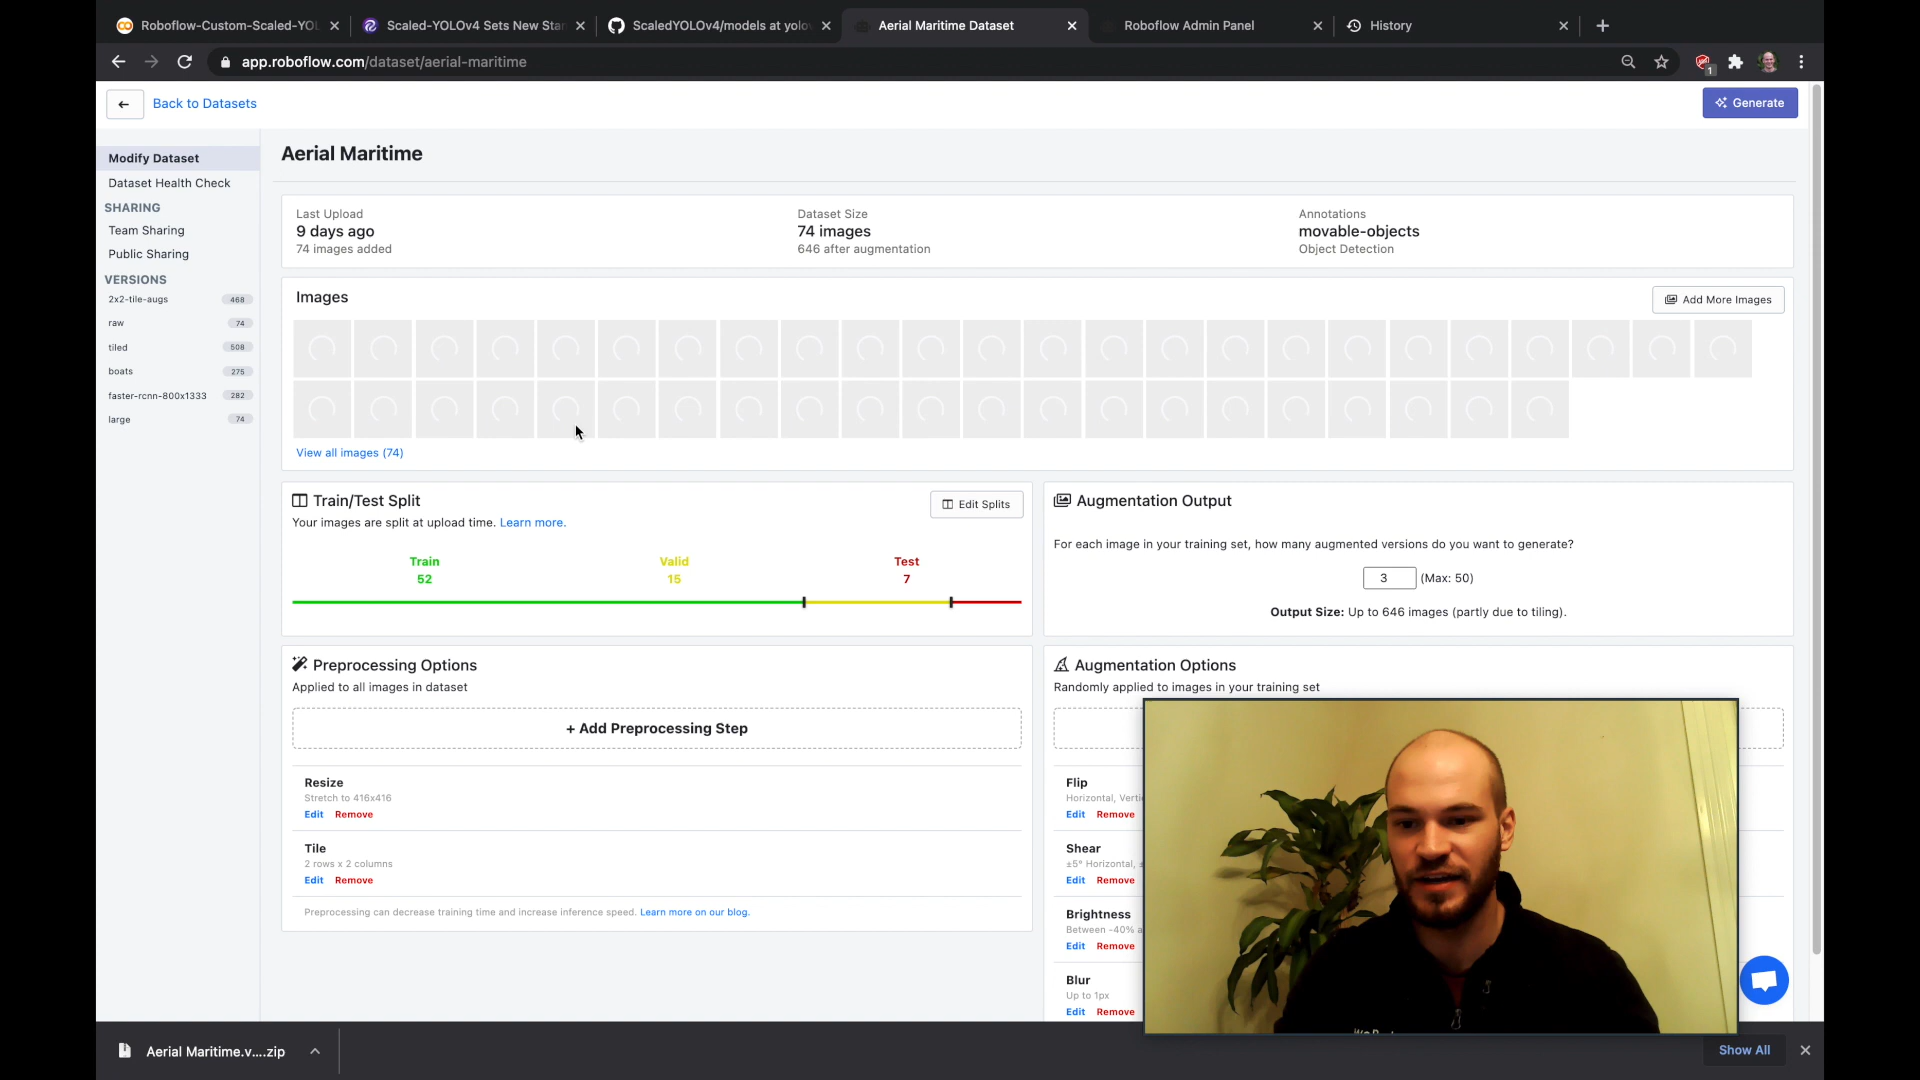 Roboflow-Custom-Scaled-YOL
Scaled-YOLOv4 Sets New Stan
ScaledYOLOv4/models at yolo
Aerial Maritime Dataset
Roboflow Admin Panel
History
app.roboflow.com/dataset/aerial-maritime
1
Back to Datasets
Generate
Modify Dataset
Dataset Health Check
SHARING
Team Sharing
Public Sharing
VERSIONS
2x2-tile-augs 468
raw 74
tiled 508
boats 275
faster-rcnn-800x1333 282
large 74
Aerial Maritime
Last Upload
9 days ago
74 images added
Dataset Size
74 images
646 after augmentation
Annotations
movable-objects
Object Detection
Images
Add More Images
View all images (74)
Train/Test Split
Edit Splits
Your images are split at upload time. Learn more.
Train
52
Valid
15
Test
7
Augmentation Output
For each image in your training set, how many augmented versions do you want to generate?
3 (Max: 50)
Output Size: Up to 646 images (partly due to tiling).
Preprocessing Options
Applied to all images in dataset
+ Add Preprocessing Step
Resize
Stretch to 416x416
Edit Remove
Tile
2 rows x 2 columns
Edit Remove
Preprocessing can decrease training time and increase inference speed. Learn more on our blog.
Augmentation Options
Randomly applied to images in your training set
Flip
Horizontal, Verti
Edit Remove
Shear
±5° Horizontal, ±
Edit Remove
Brightness
Between -40% a
Edit Remove
Blur
Up to 1px
Edit Remove
Aerial Maritime.v....zip
Show All